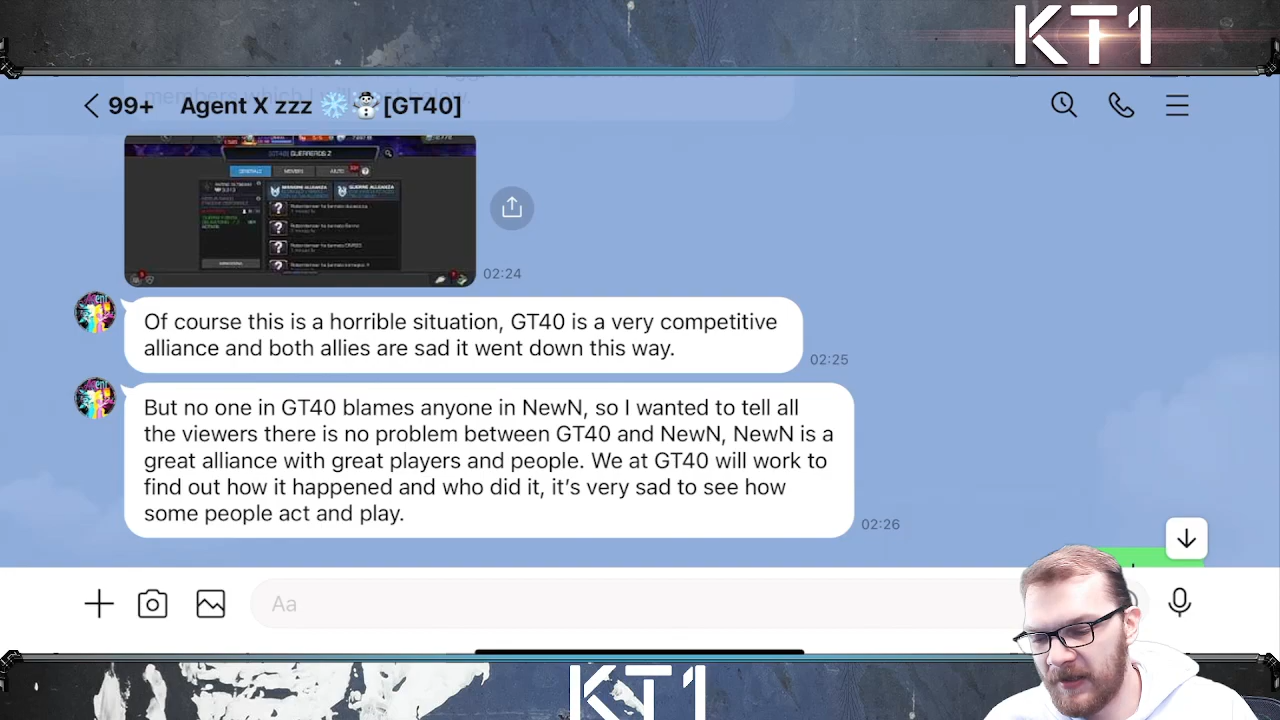 KT1
99+ Agent X zzz ❄️☃️[GT40]
[GT40] GUERREROS 2
02:24
Of course this is a horrible situation, GT40 is a very competitive
alliance and both allies are sad it went down this way.
02:25
But no one in GT40 blames anyone in NewN, so I wanted to tell all
the viewers there is no problem between GT40 and NewN, NewN is a
great alliance with great players and people. We at GT40 will work to
find out how it happened and who did it, it’s very sad to see how
some people act and play.
02:26
Aa
KT1